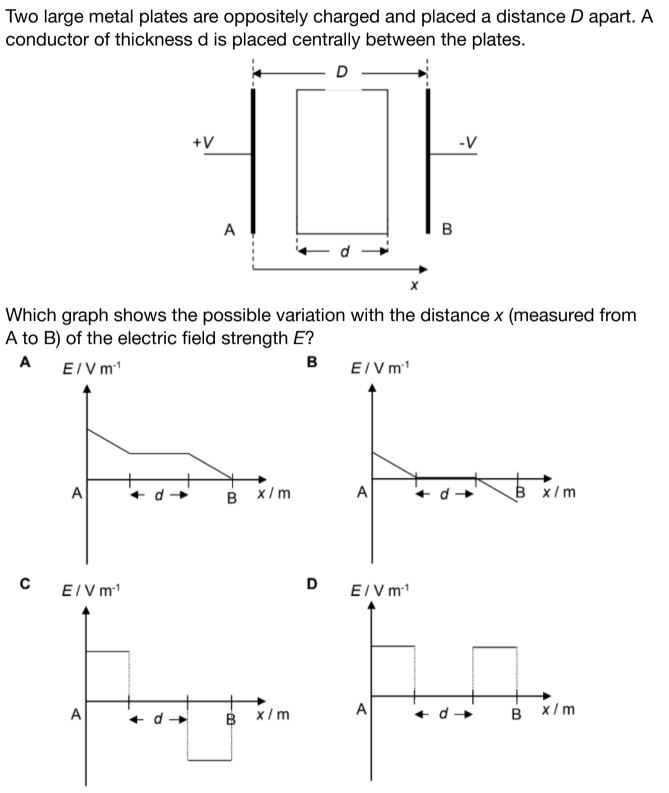 Two large metal plates are oppositely charged and placed a distance D apart. A
conductor of thickness d is placed centrally between the plates.
D
+V
-V
A
B
d
x
Which graph shows the possible variation with the distance x (measured from
A to B) of the electric field strength E?
A
E / V m⁻¹
A
d
B
x / m
B
E / V m⁻¹
A
d
B
x / m
C
E / V m⁻¹
A
d
B
x / m
D
E / V m⁻¹
A
d
B
x / m